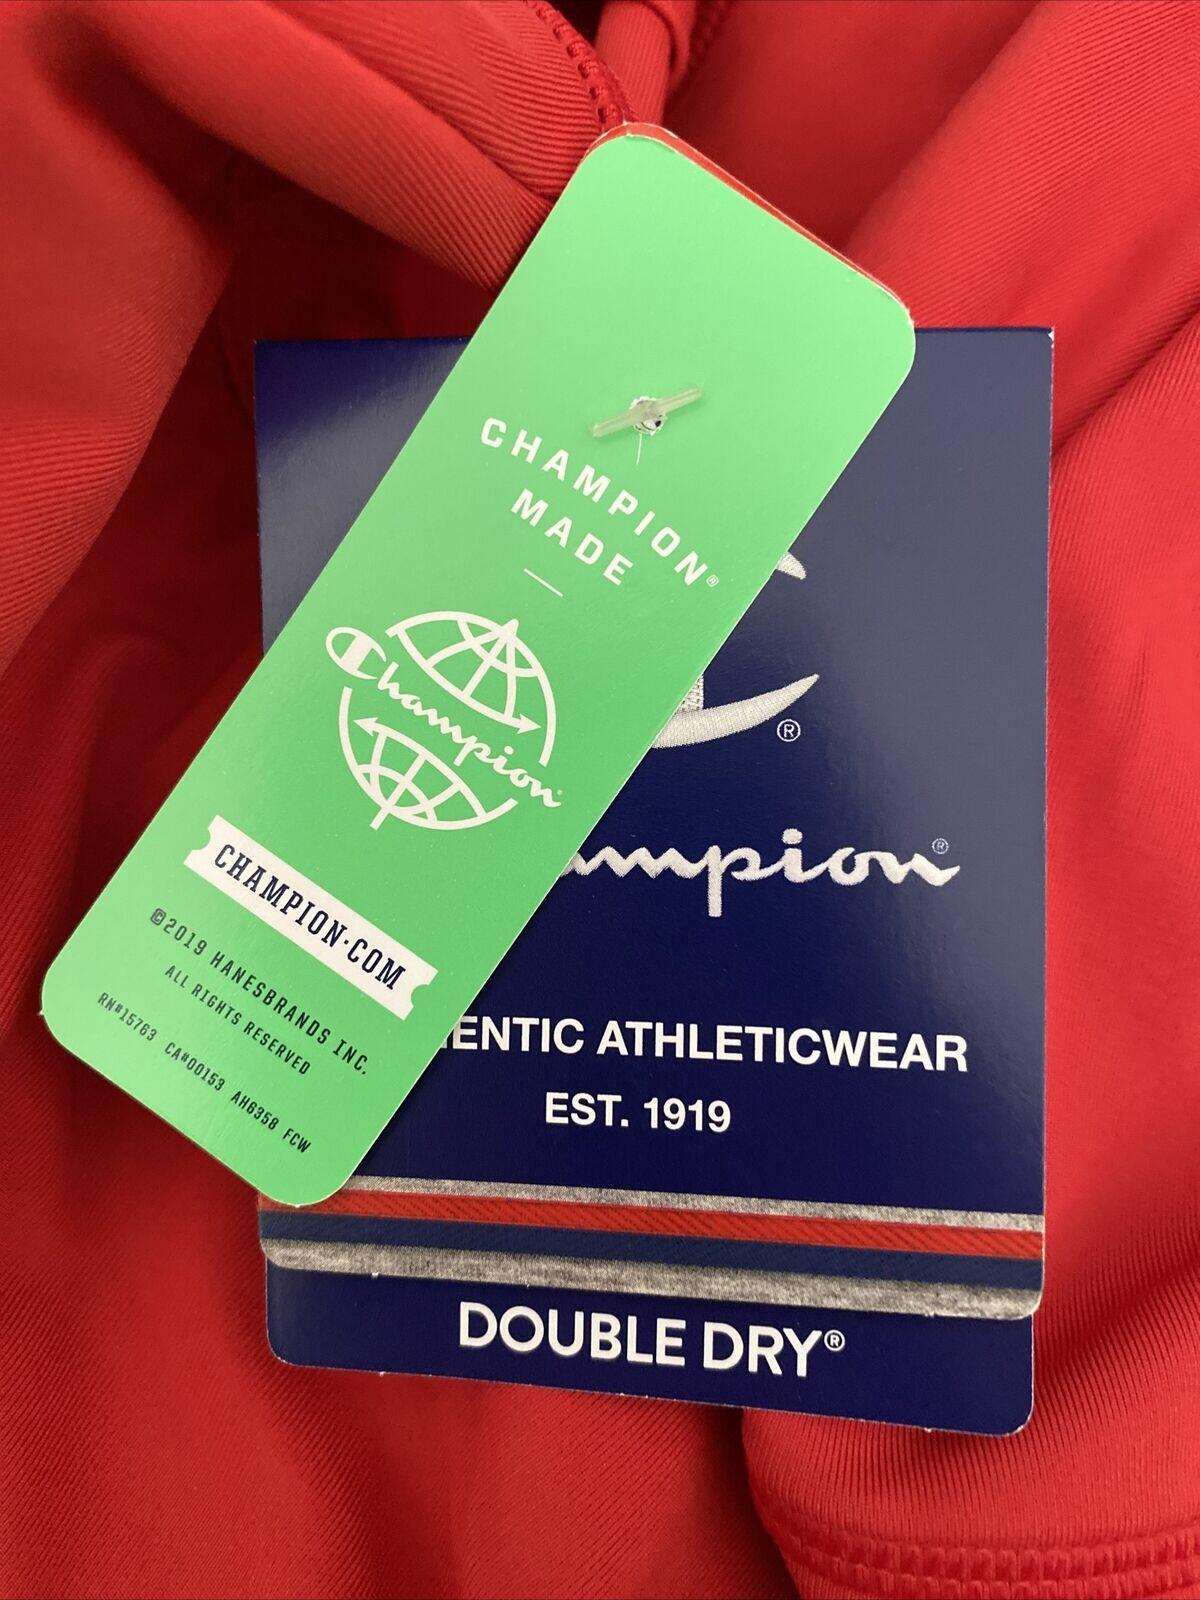 CHAMPION®
MADE
Champion
CHAMPION.COM
©2019 HANESBRANDS INC.
ALL RIGHTS RESERVED
RN#15763 CA#00153 AH6358 FCW
®
mpion®
ENTIC ATHLETICWEAR
EST. 1919
DOUBLE DRY®